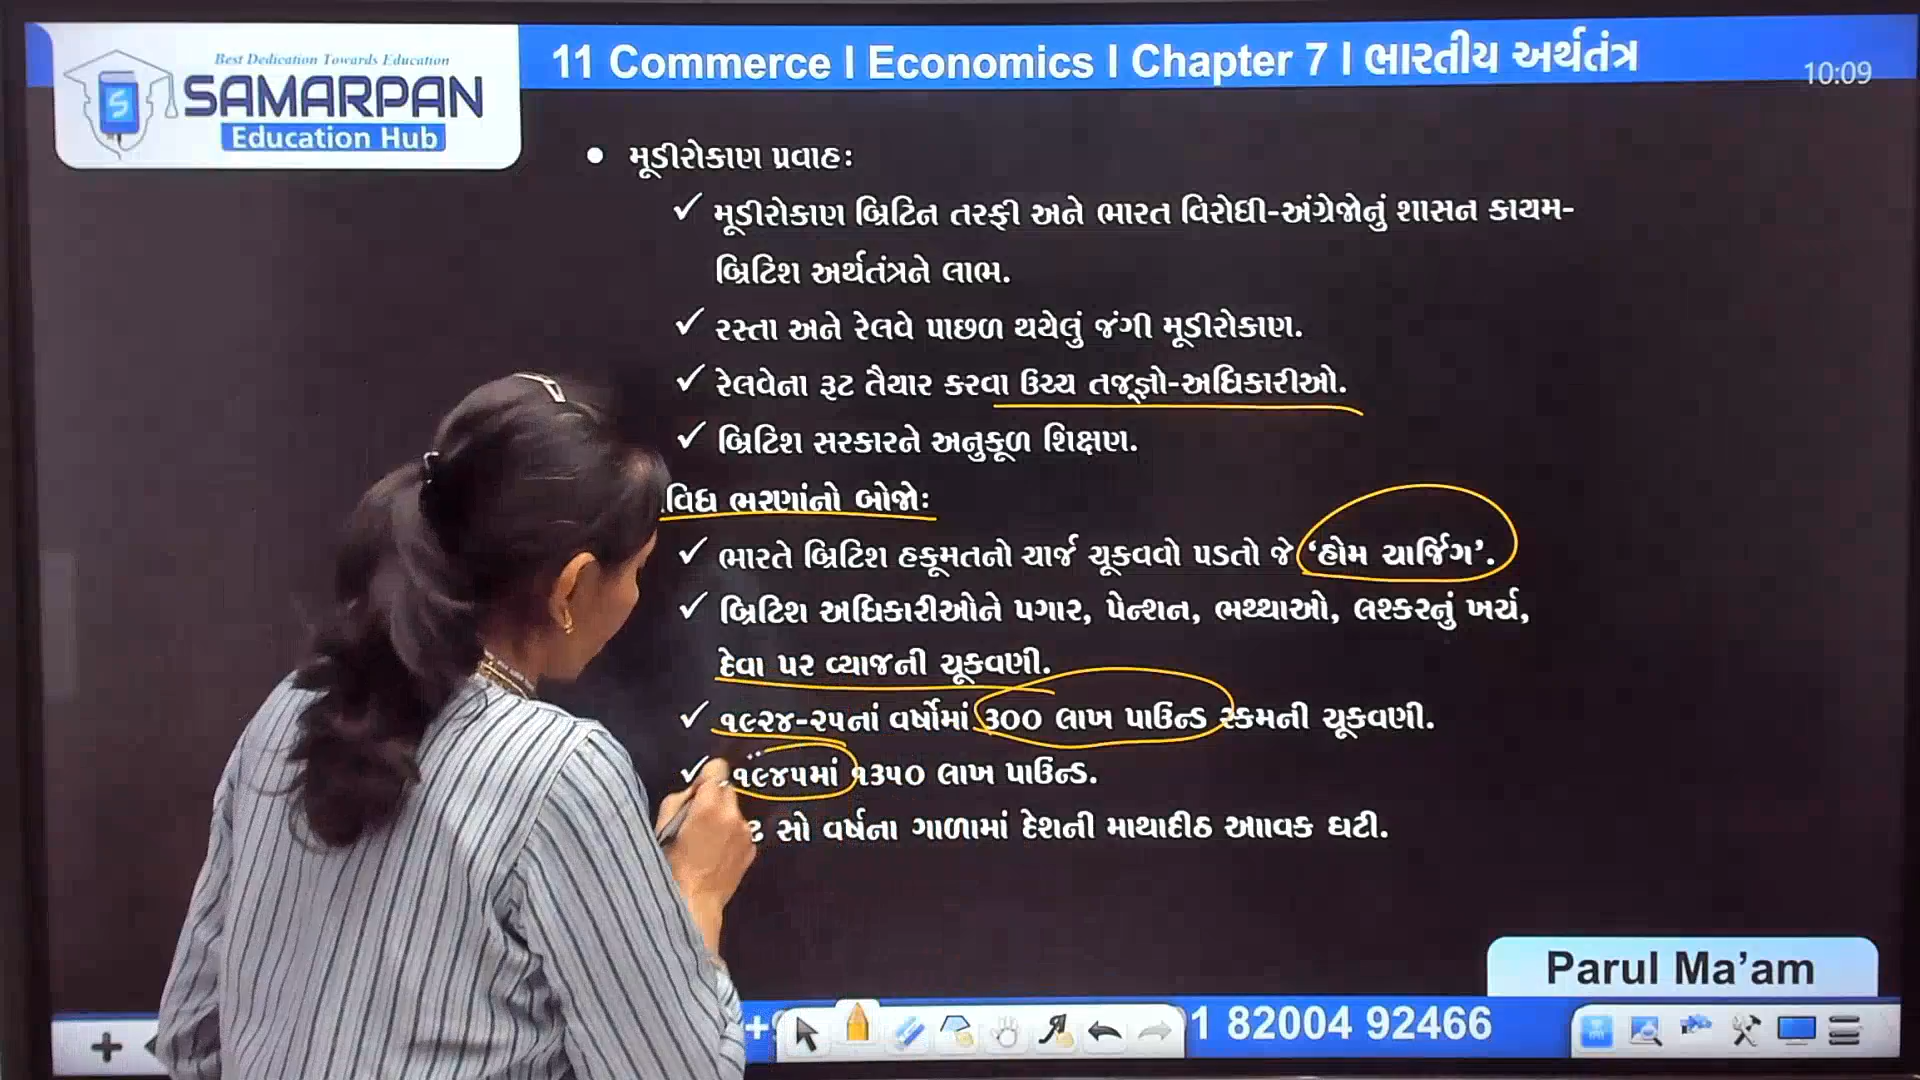 Best Dedication Towards Education
SAMARPAN
Education Hub
11 Commerce I Economics I Chapter 7 I ભારતીય અર્થતંત્ર
10:09
• મૂડીરોકાણ પ્રવાહઃ
✓ મૂડીરોકાણ બ્રિટિન તરફી અને ભારત વિરોધી-અંગ્રેજોનું શાસન કાયમ-
બ્રિટિશ અર્થતંત્રને લાભ.
✓ રસ્તા અને રેલવે પાછળ થયેલું જંગી મૂડીરોકાણ.
✓ રેલવેના રૂટ તૈયાર કરવા ઉચ્ચ તજ્જ્ઞો-અધિકારીઓ.
✓ બ્રિટિશ સરકારને અનુકૂળ શિક્ષણ.
વિધ ભરણાંનો બોજોઃ
✓ ભારતે બ્રિટિશ હકૂમતનો ચાર્જ ચૂકવવો પડતો જે ‘હોમ ચાર્જિગ’.
✓ બ્રિટિશ અધિકારીઓને પગાર, પેન્શન, ભથ્થાઓ, લશ્કરનું ખર્ચ,
દેવા પર વ્યાજની ચૂકવણી.
✓ ૧૯૨૪-૨૫નાં વર્ષોમાં ૩૦૦ લાખ પાઉન્ડ રકમની ચૂકવણી.
✓ ૧૯૪૫માં ૧૩૫૦ લાખ પાઉન્ડ.
સો વર્ષના ગાળામાં દેશની માથાદીઠ આાવક ઘટી.
Parul Ma’am
1 82004 92466